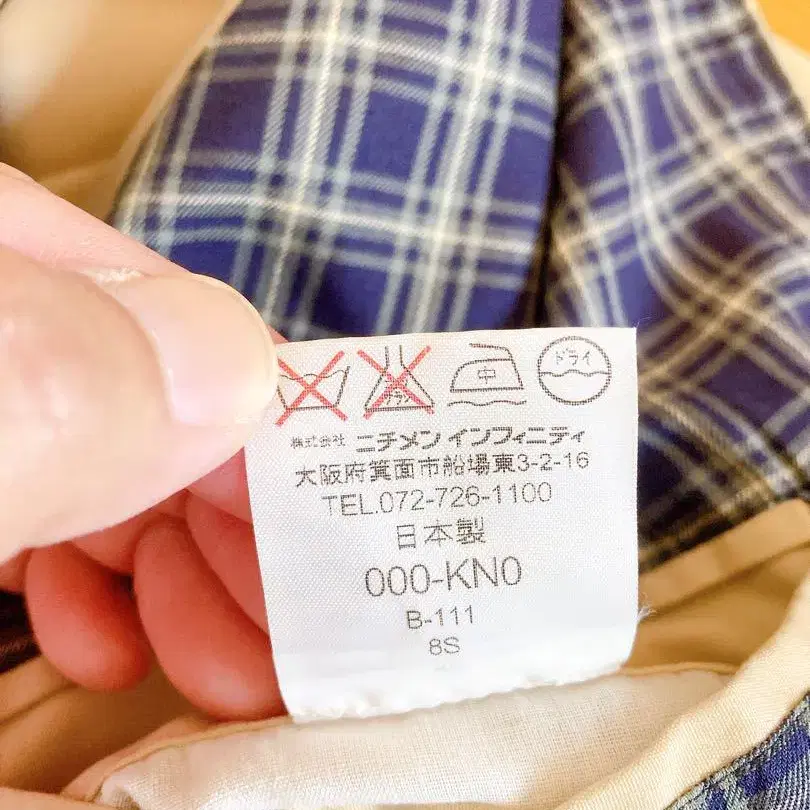 中 ドライ
株式会社 ニチメン インフィニティ
大阪府箕面市船場東3-2-16
TEL.072-726-1100
日本製
000-KN0
B-111
8S